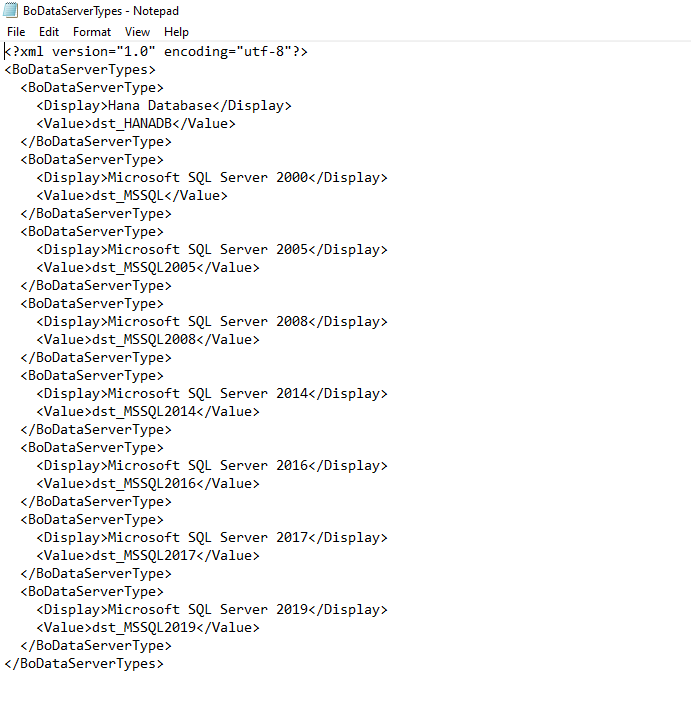 BoDataServerTypes - Notepad
File Edit Format View Help
<?xml version="1.0" encoding="utf-8"?>
<BoDataServerTypes>
  <BoDataServerType>
    <Display>Hana Database</Display>
    <Value>dst_HANADB</Value>
  </BoDataServerType>
  <BoDataServerType>
    <Display>Microsoft SQL Server 2000</Display>
    <Value>dst_MSSQL</Value>
  </BoDataServerType>
  <BoDataServerType>
    <Display>Microsoft SQL Server 2005</Display>
    <Value>dst_MSSQL2005</Value>
  </BoDataServerType>
  <BoDataServerType>
    <Display>Microsoft SQL Server 2008</Display>
    <Value>dst_MSSQL2008</Value>
  </BoDataServerType>
  <BoDataServerType>
    <Display>Microsoft SQL Server 2014</Display>
    <Value>dst_MSSQL2014</Value>
  </BoDataServerType>
  <BoDataServerType>
    <Display>Microsoft SQL Server 2016</Display>
    <Value>dst_MSSQL2016</Value>
  </BoDataServerType>
  <BoDataServerType>
    <Display>Microsoft SQL Server 2017</Display>
    <Value>dst_MSSQL2017</Value>
  </BoDataServerType>
  <BoDataServerType>
    <Display>Microsoft SQL Server 2019</Display>
    <Value>dst_MSSQL2019</Value>
  </BoDataServerType>
</BoDataServerTypes>